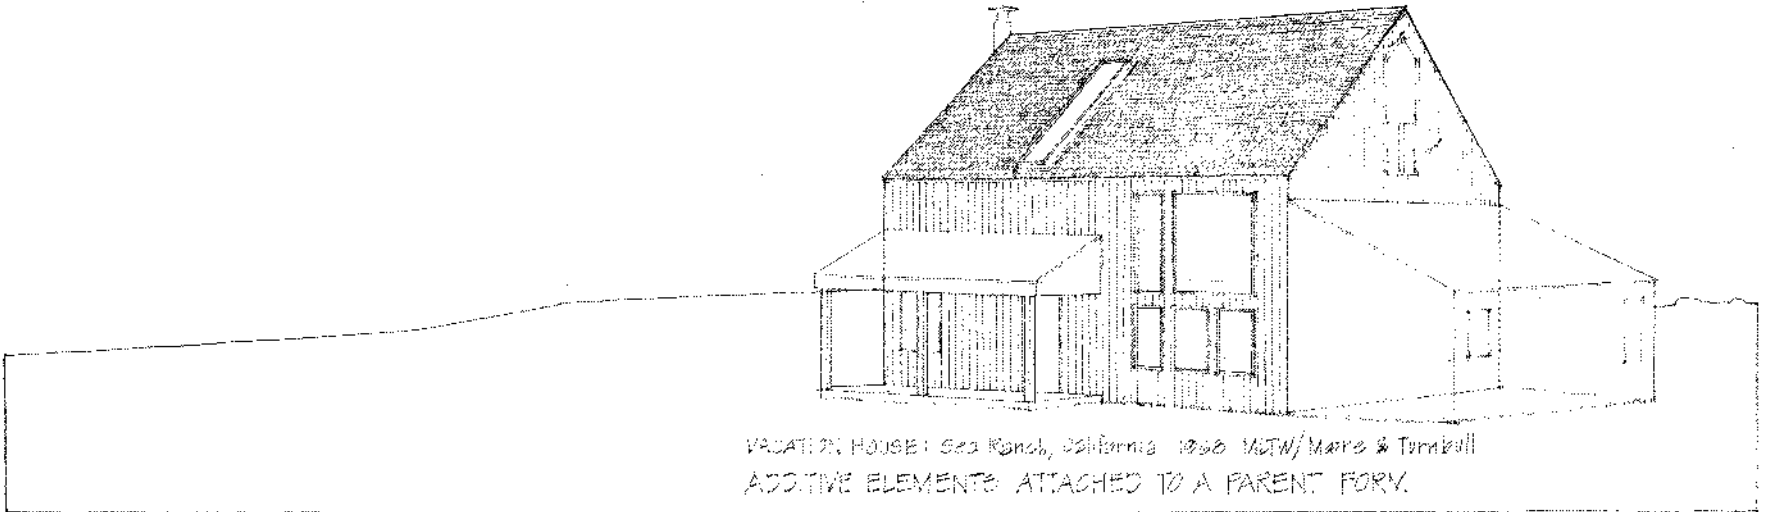 VACATION HOUSE: Sea Ranch, California 1968 MLTW/Moore & Turnbull
ADDITIVE ELEMENTS ATTACHED TO A PARENT FORM.